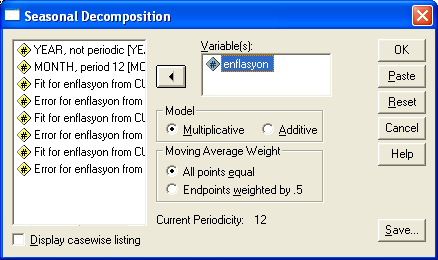 Seasonal Decomposition
YEAR, not periodic [YEA
MONTH, period 12 [MO
Fit for enflasyon from CU
Error for enflasyon from
Fit for enflasyon from CU
Error for enflasyon from
Fit for enflasyon from CU
Error for enflasyon from
Display casewise listing
Variable(s):
enflasyon
Model
Multiplicative
Additive
Moving Average Weight
All points equal
Endpoints weighted by .5
Current Periodicity: 12
OK
Paste
Reset
Cancel
Help
Save...